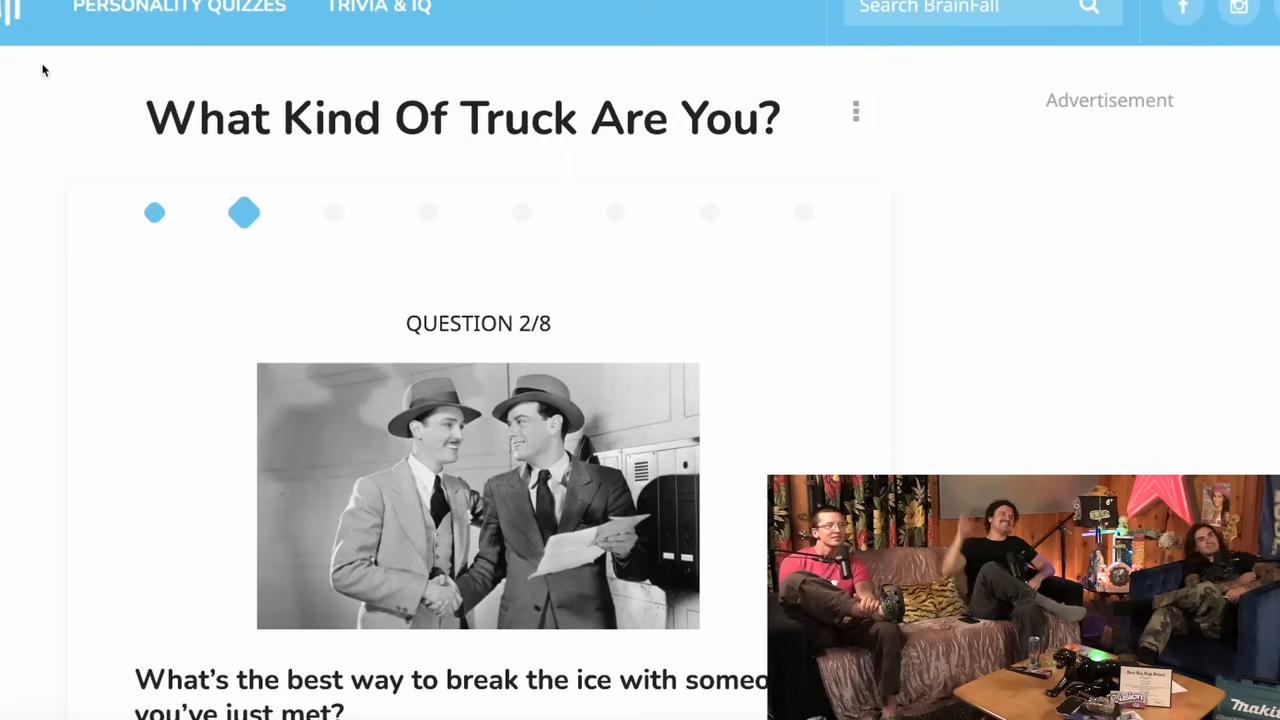 PERSONALITY QUIZZES
TRIVIA & IQ
Search BrainFall
What Kind Of Truck Are You?
Advertisement
QUESTION 2/8
What's the best way to break the ice with someo
you've just met?
Makita